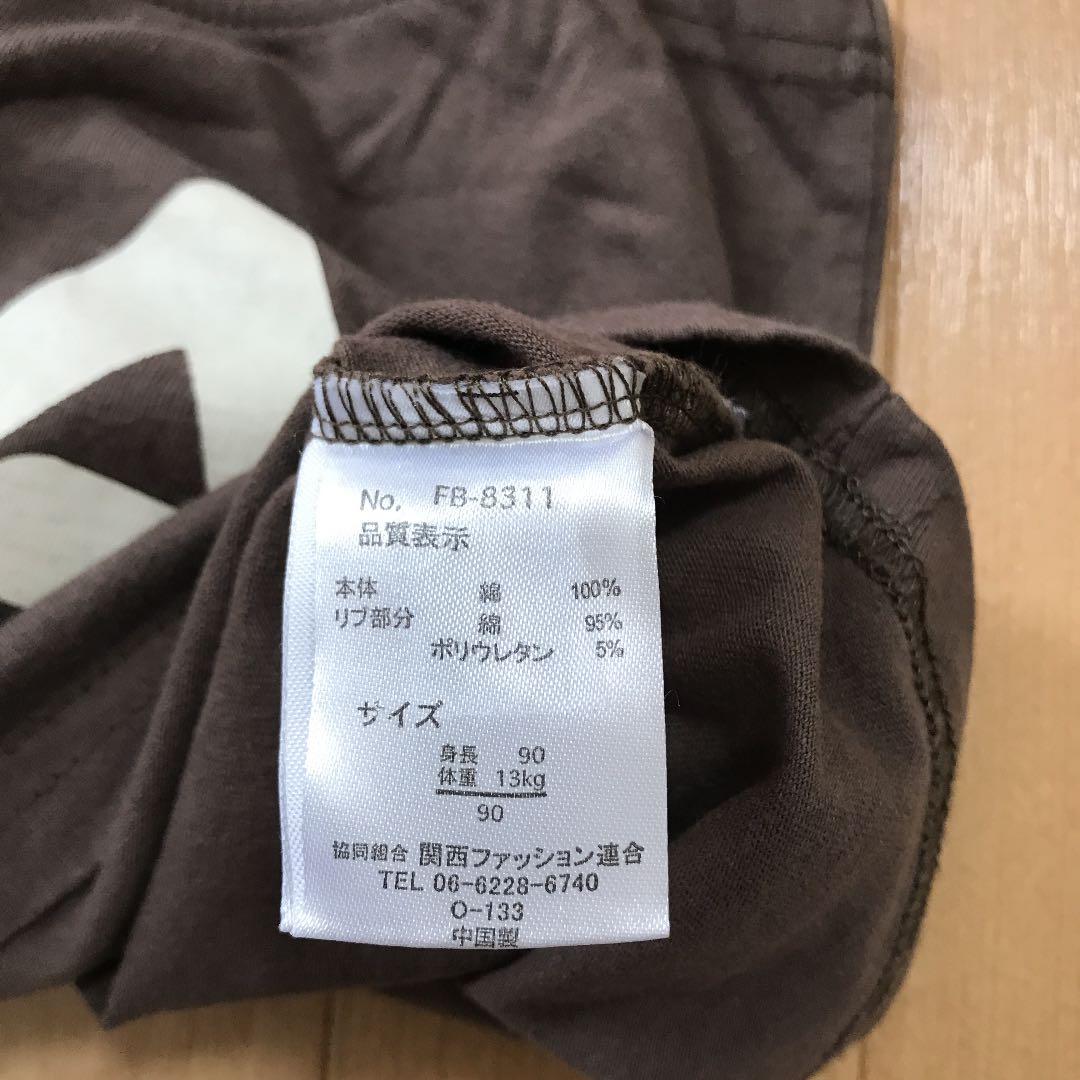 No. FB-8311
品質表示
本体 綿 100%
リブ部分 綿 95%
ポリウレタン 5%
サイズ
身長 90
体重 13kg
90
協同組合 関西ファッション連合
TEL 06-6228-6740
O-133
中国製